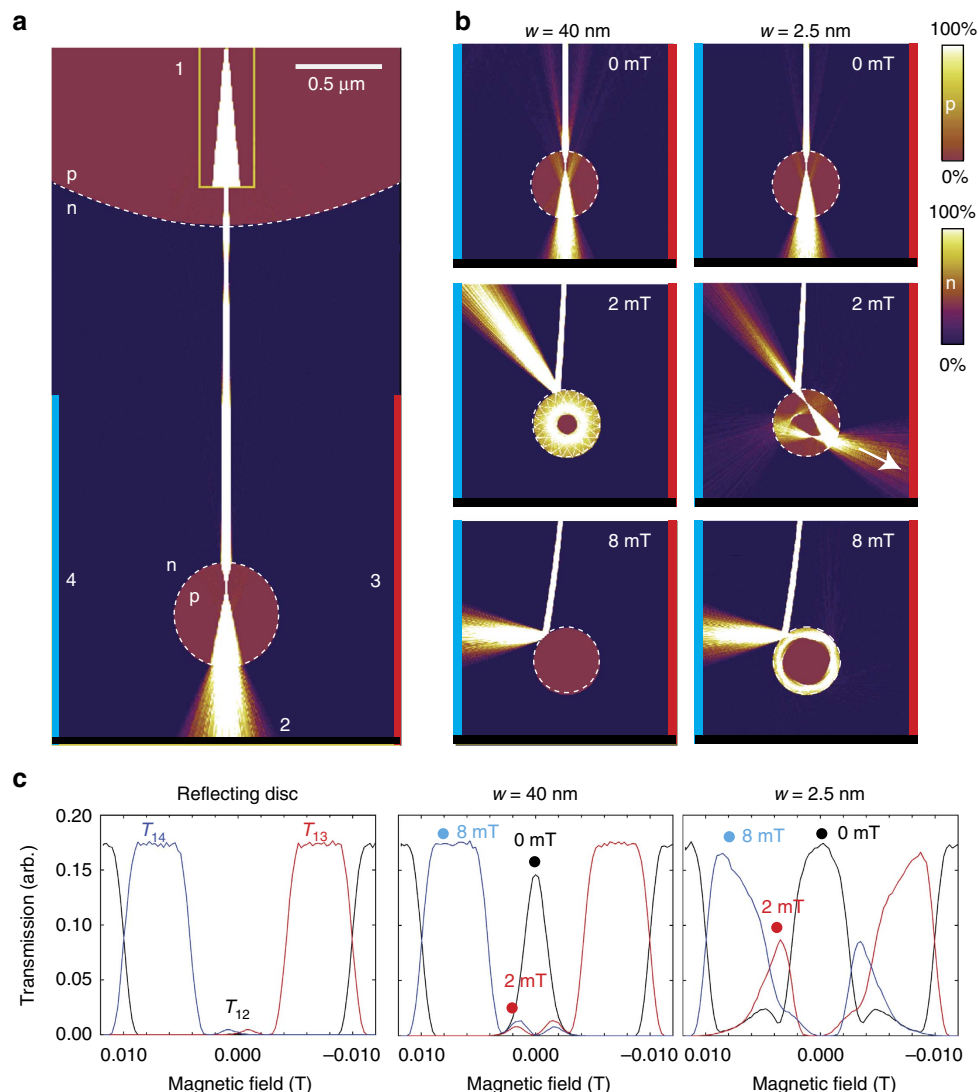 a
1
0.5 μm
p
n
n
p
4
3
2
b
w = 40 nm
w = 2.5 nm
0 mT
0 mT
2 mT
2 mT
8 mT
8 mT
100%
p
0%
100%
n
0%
c
Reflecting disc
w = 40 nm
w = 2.5 nm
Transmission (arb.)
0.20
0.15
0.10
0.05
0.00
T14
T13
T12
8 mT
0 mT
2 mT
8 mT
0 mT
2 mT
0.010
0.000
−0.010
0.010
0.000
−0.010
0.010
0.000
−0.010
Magnetic field (T)
Magnetic field (T)
Magnetic field (T)